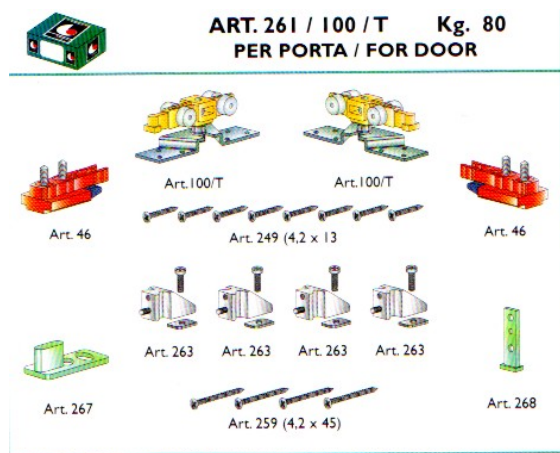 ART. 261 / 100 / T Kg. 80
PER PORTA / FOR DOOR
Art.100/T Art.100/T
Art. 46 Art. 249 (4,2 x 13 Art. 46
Art. 263 Art. 263 Art. 263 Art. 263
Art. 267 Art. 268
Art. 259 (4,2 x 45)